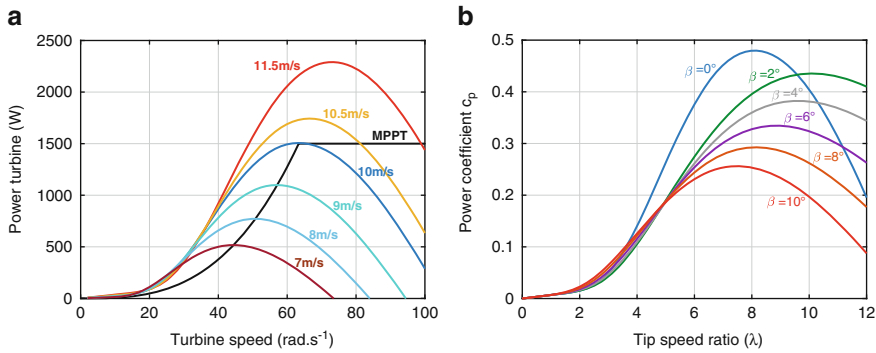 a
b
2500
2000
1500
1000
500
0
0
20
40
60
80
100
Power turbine (W)
Turbine speed (rad.s-1)
11.5m/s
10.5m/s
MPPT
10m/s
9m/s
8m/s
7m/s
0.5
0.4
0.3
0.2
0.1
0
0
2
4
6
8
10
12
Power coefficient cp
Tip speed ratio (λ)
β=0°
β=2°
β=4°
β=6°
β=8°
β=10°